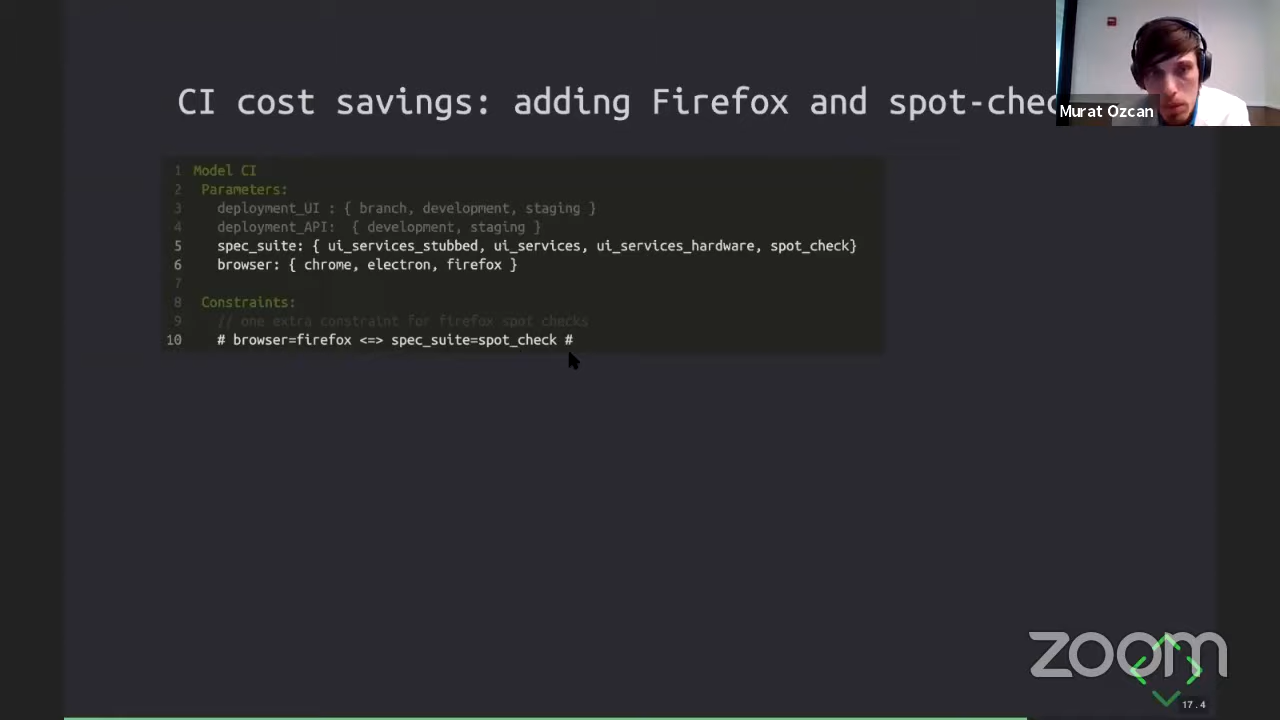 CI cost savings: adding Firefox and spot-chec
Murat Ozcan
1 Model CI
2 Parameters:
3 deployment_UI : { branch, development, staging }
4 deployment_API: { development, staging }
5 spec_suite: { ui_services_stubbed, ui_services, ui_services_hardware, spot_check}
6 browser: { chrome, electron, firefox }
7
8 Constraints:
9 // one extra constraint for firefox spot checks
10 # browser=firefox <=> spec_suite=spot_check #
zoom
17.4